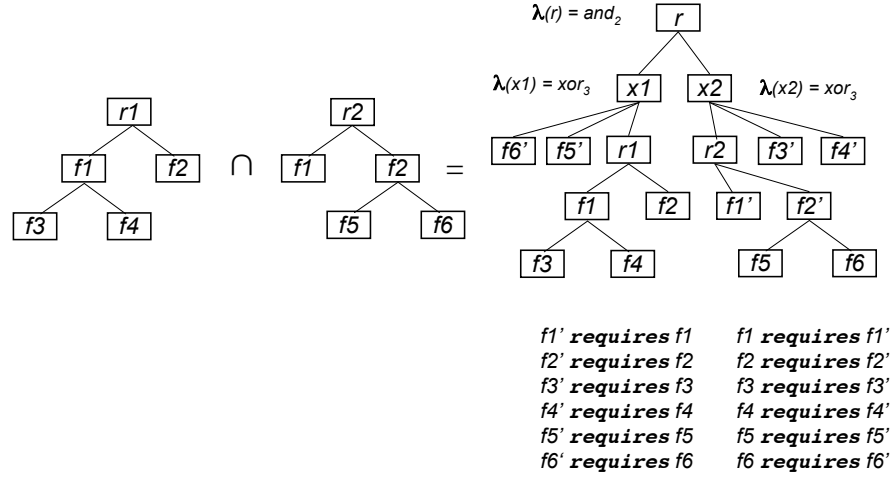 λ(r) = and₂
r
λ(x1) = xor₃
x1
x2
λ(x2) = xor₃
r1
r2
f6’
f5’
r1
r2
f3’
f4’
f1
f2
∩
f1
f2
=
f1
f2
f1’
f2’
f3
f4
f5
f6
f3
f4
f5
f6
f1’ requires f1
f1 requires f1’
f2’ requires f2
f2 requires f2’
f3’ requires f3
f3 requires f3’
f4’ requires f4
f4 requires f4’
f5’ requires f5
f5 requires f5’
f6‘ requires f6
f6 requires f6’